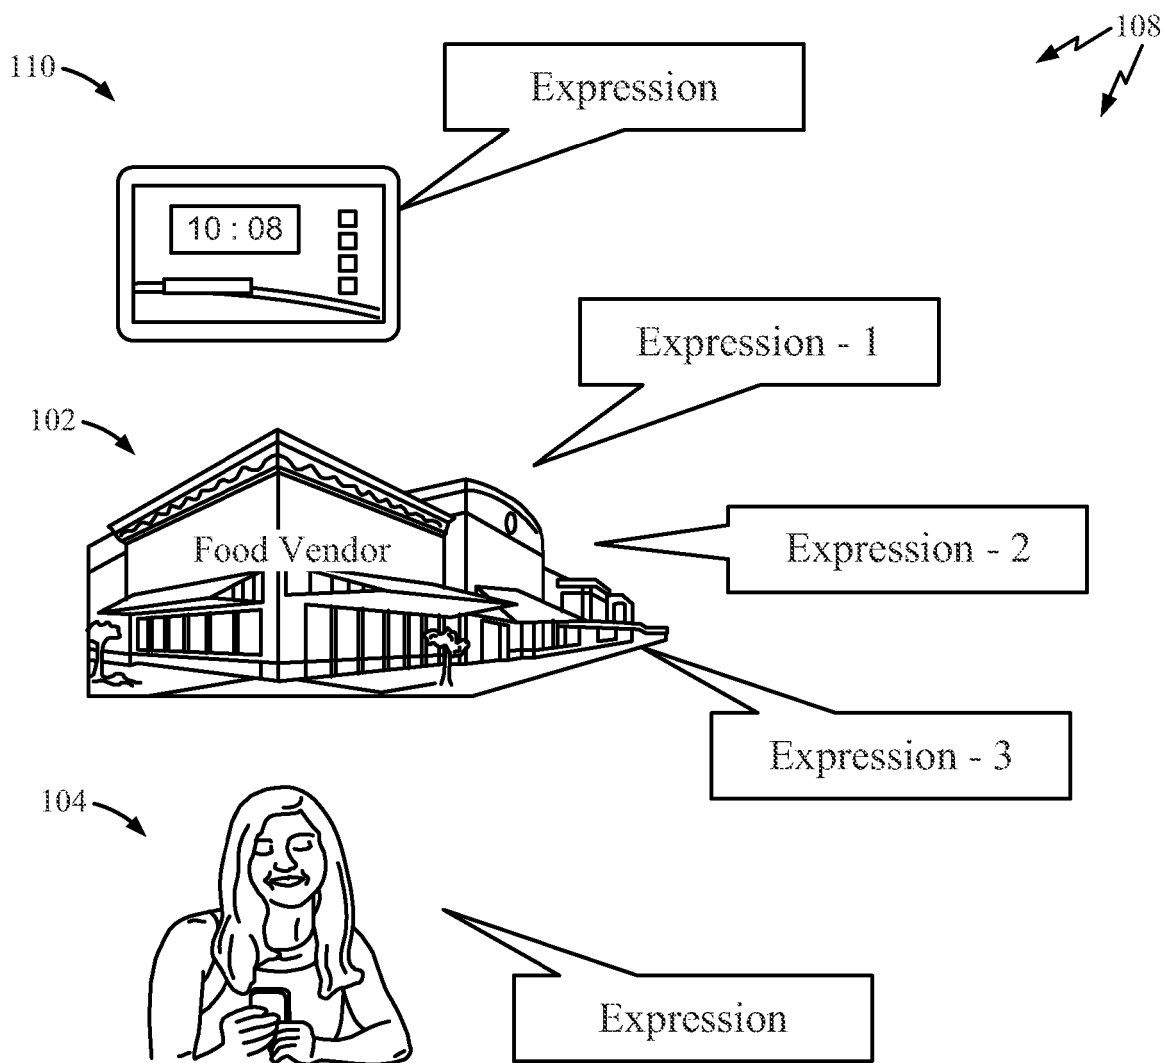 108
110
Expression
10 : 08
Expression - 1
102
Food Vendor
Expression - 2
Expression - 3
104
Expression